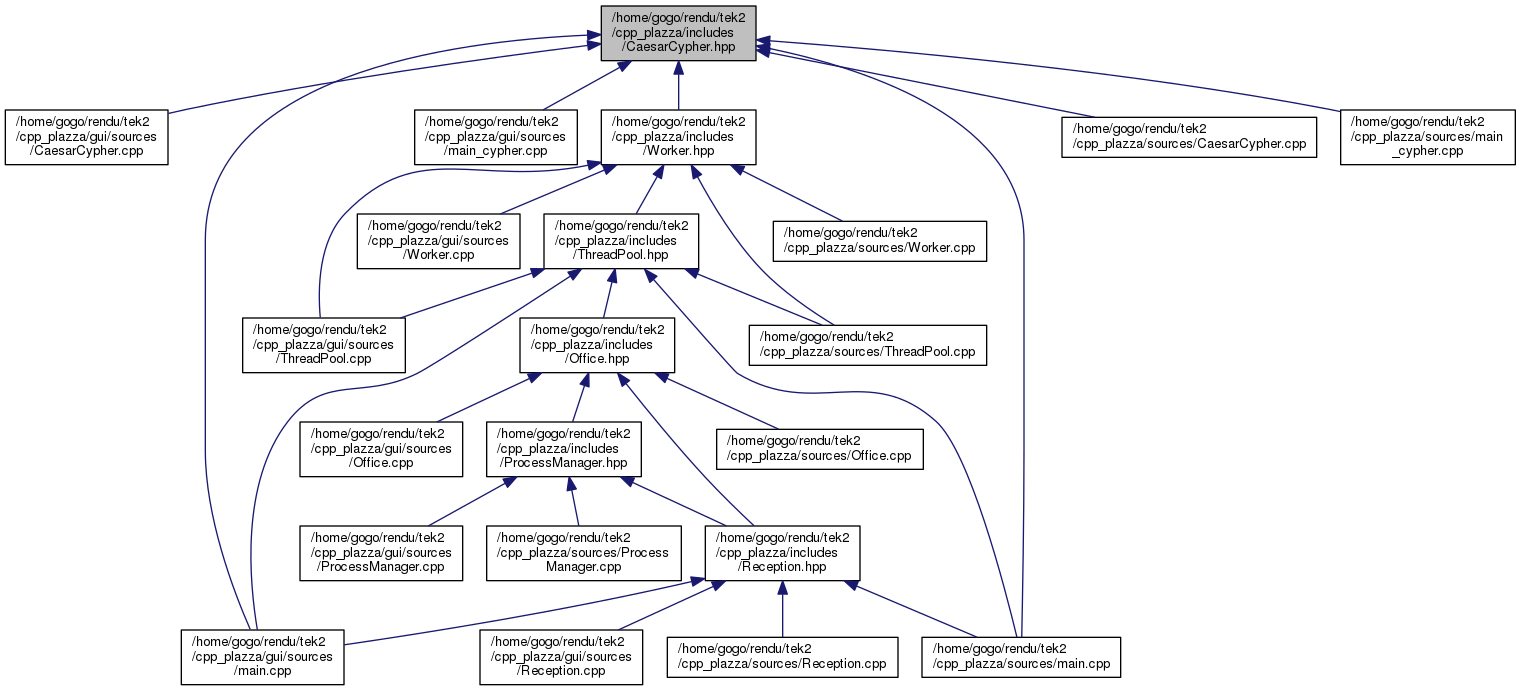 /home/gogo/rendu/tek2
/cpp_plazza/includes
/CaesarCypher.hpp
/home/gogo/rendu/tek2
/cpp_plazza/gui/sources
/CaesarCypher.cpp
/home/gogo/rendu/tek2
/cpp_plazza/gui/sources
/main_cypher.cpp
/home/gogo/rendu/tek2
/cpp_plazza/includes
/Worker.hpp
/home/gogo/rendu/tek2
/cpp_plazza/sources/CaesarCypher.cpp
/home/gogo/rendu/tek2
/cpp_plazza/sources/main
_cypher.cpp
/home/gogo/rendu/tek2
/cpp_plazza/gui/sources
/Worker.cpp
/home/gogo/rendu/tek2
/cpp_plazza/includes
/ThreadPool.hpp
/home/gogo/rendu/tek2
/cpp_plazza/sources/Worker.cpp
/home/gogo/rendu/tek2
/cpp_plazza/gui/sources
/ThreadPool.cpp
/home/gogo/rendu/tek2
/cpp_plazza/includes
/Office.hpp
/home/gogo/rendu/tek2
/cpp_plazza/sources/ThreadPool.cpp
/home/gogo/rendu/tek2
/cpp_plazza/gui/sources
/Office.cpp
/home/gogo/rendu/tek2
/cpp_plazza/includes
/ProcessManager.hpp
/home/gogo/rendu/tek2
/cpp_plazza/sources/Office.cpp
/home/gogo/rendu/tek2
/cpp_plazza/gui/sources
/ProcessManager.cpp
/home/gogo/rendu/tek2
/cpp_plazza/sources/Process
Manager.cpp
/home/gogo/rendu/tek2
/cpp_plazza/includes
/Reception.hpp
/home/gogo/rendu/tek2
/cpp_plazza/gui/sources
/main.cpp
/home/gogo/rendu/tek2
/cpp_plazza/gui/sources
/Reception.cpp
/home/gogo/rendu/tek2
/cpp_plazza/sources/Reception.cpp
/home/gogo/rendu/tek2
/cpp_plazza/sources/main.cpp